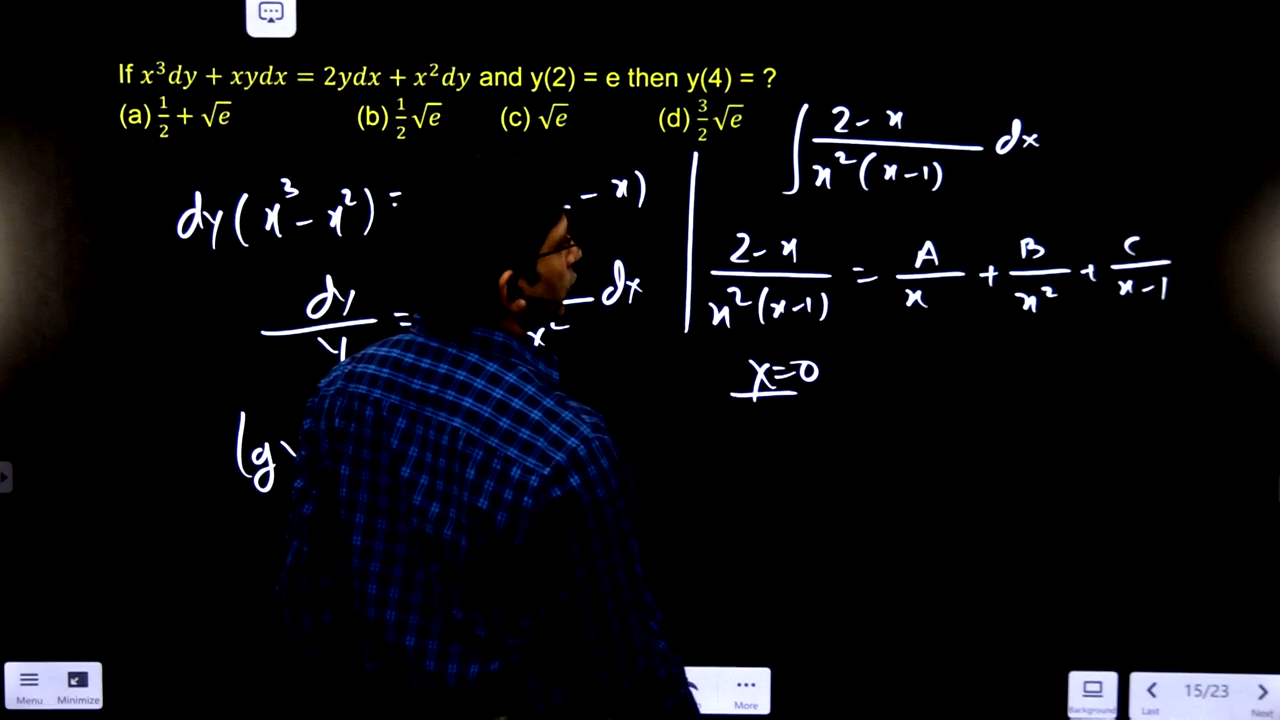 If x³dy + xydx = 2ydx + x²dy and y(2) = e then y(4) = ?
(a) 1/2 + √e (b) 1/2 √e (c) √e (d) 3/2 √e
dy(x³ - x²) = - x)
dy/y = x² dx
∫ 2-x / x²(x-1) dx
2-x / x²(x-1) = A/x + B/x² + C/x-1
x=0
Menu
Minimize
More
Background
15/23
Last
Next